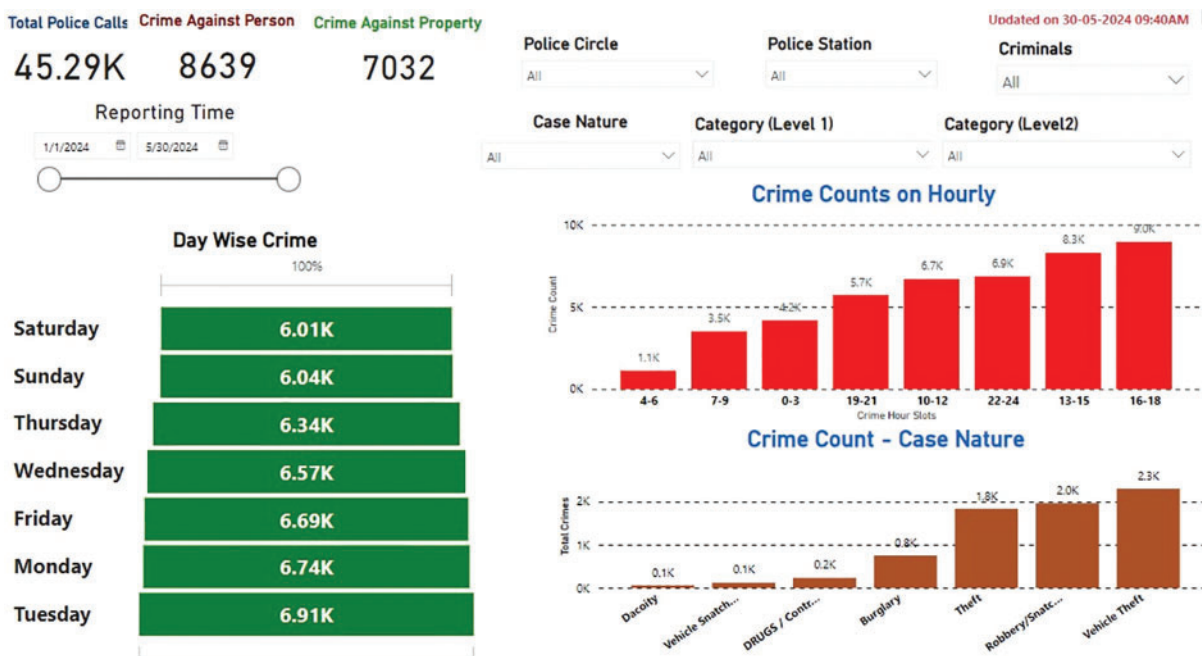 Total Police Calls
45.29K
Crime Against Person
8639
Crime Against Property
7032
Updated on 30-05-2024 09:40AM
Police Circle
All
Police Station
All
Criminals
All
Reporting Time
1/1/2024
5/30/2024
Case Nature
All
Category (Level 1)
All
Category (Level2)
All
Day Wise Crime
100%
Saturday 6.01K
Sunday 6.04K
Thursday 6.34K
Wednesday 6.57K
Friday 6.69K
Monday 6.74K
Tuesday 6.91K
Crime Counts on Hourly
Crime Count
10K
5K
0K
1.1K
3.5K
4.2K
5.7K
6.7K
6.9K
8.3K
9.0K
4-6 7-9 0-3 19-21 10-12 22-24 13-15 16-18
Crime Hour Slots
Crime Count - Case Nature
Total Crimes
2K
1K
0K
0.1K
0.1K
0.2K
0.8K
1.8K
2.0K
2.3K
Dacoity
Vehicle Snatch...
DRUGS / Contr...
Burglary
Theft
Robbery/Snatc...
Vehicle Theft